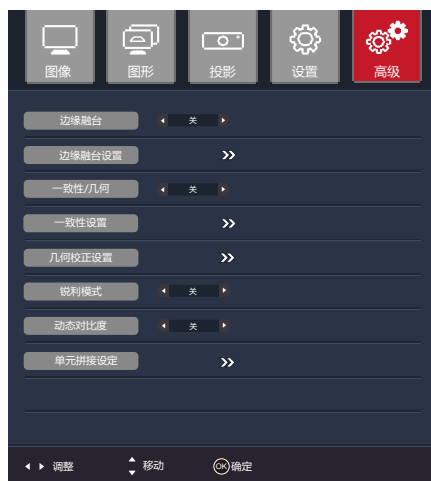 图像 图形 投影 设置 高级
边缘融台 关
边缘融台设置
一致性/几何 关
一致性设置
几何校正设置
锐利模式 关
动态对比度 关
单元拼接设定
调整 移动 OK 确定